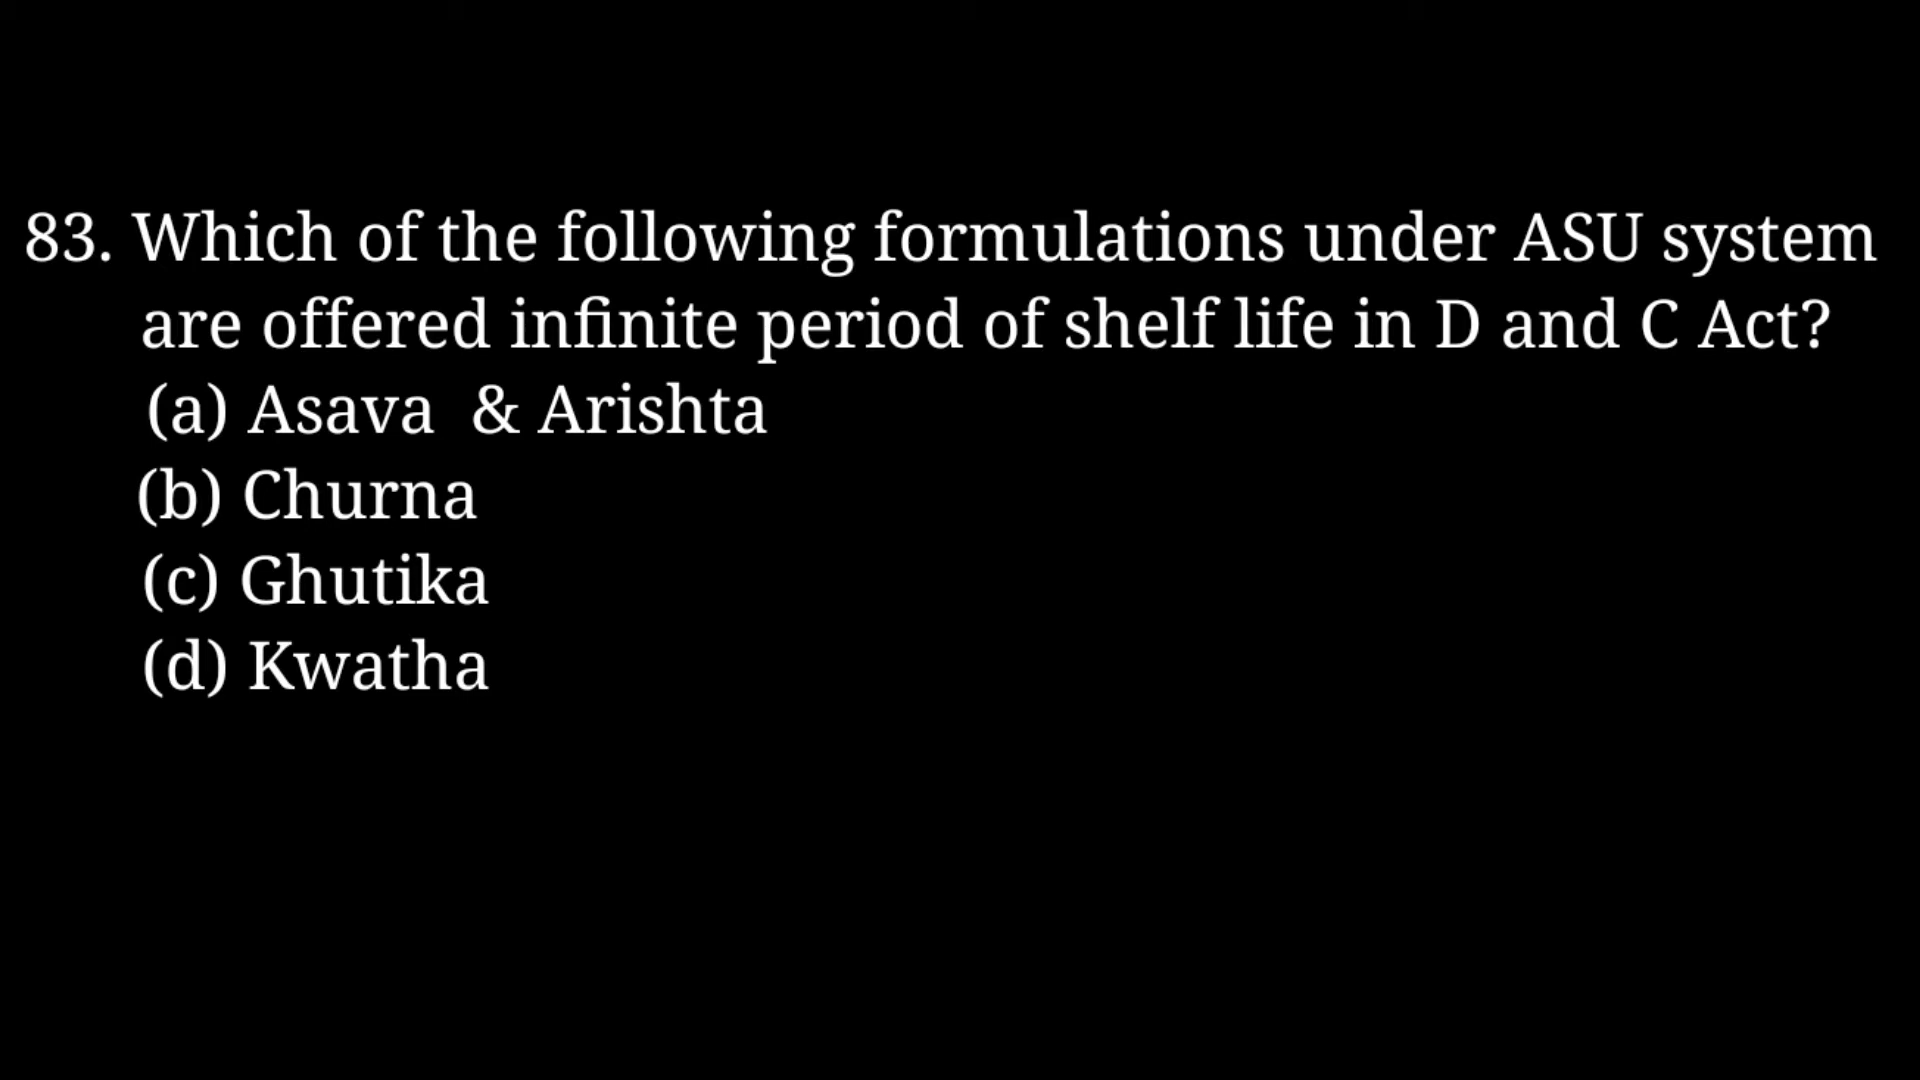 83. Which of the following formulations under ASU system
are offered infinite period of shelf life in D and C Act?
(a) Asava & Arishta
(b) Churna
(c) Ghutika
(d) Kwatha